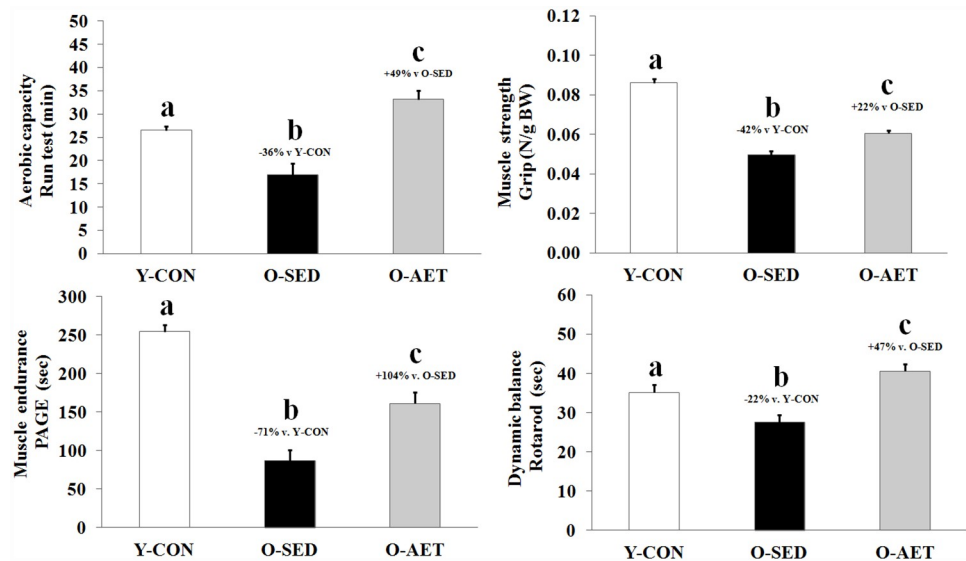 Aerobic capacity
Run test (min)
50
45
40
35
30
25
20
15
10
5
0
a
b
-36% v Y-CON
c
+49% v O-SED
Y-CON O-SED O-AET
Muscle strength
Grip (N/g BW)
0.12
0.10
0.08
0.06
0.04
0.02
0.00
a
b
-42% v Y-CON
c
+22% v O-SED
Y-CON O-SED O-AET
Muscle endurance
PAGE (sec)
300
250
200
150
100
50
0
a
b
-71% v. Y-CON
c
+104% v. O-SED
Y-CON O-SED O-AET
Dynamic balance
Rotarod (sec)
60
50
40
30
20
10
0
a
b
-22% v. Y-CON
c
+47% v. O-SED
Y-CON O-SED O-AET